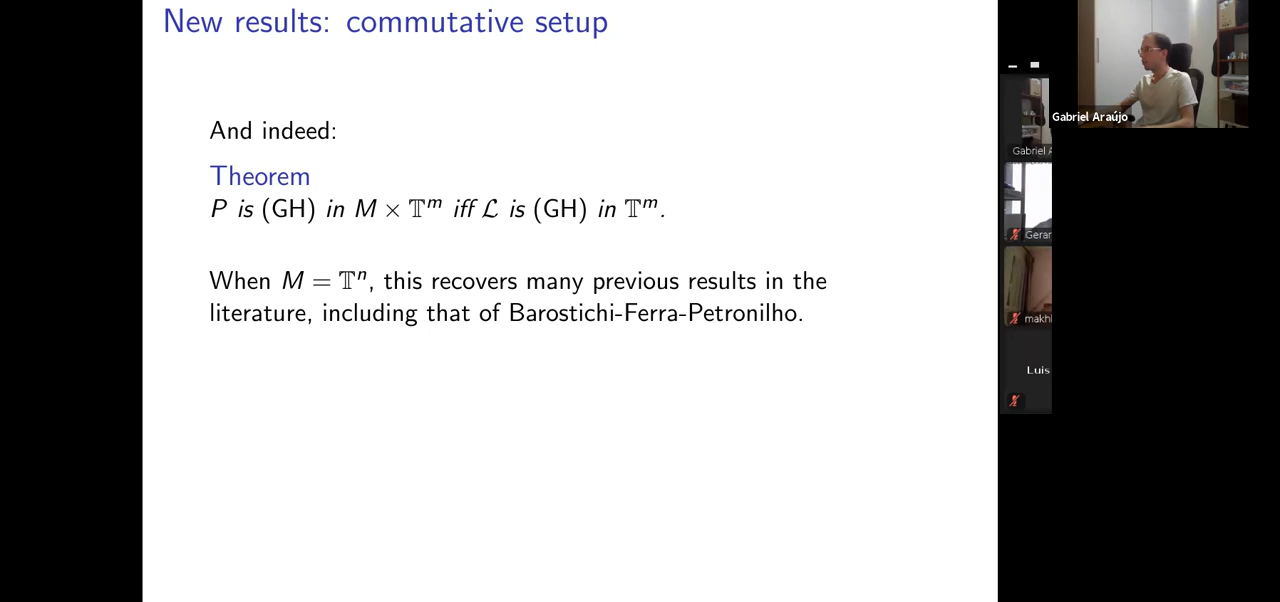 New results: commutative setup
And indeed:
Theorem
P is (GH) in M × 𝕋ᵐ iff ℒ is (GH) in 𝕋ᵐ.
When M = 𝕋ⁿ, this recovers many previous results in the
literature, including that of Barostichi-Ferra-Petronilho.
Gabriel Araújo
Gabriel A
Gerar
makhl
Luis